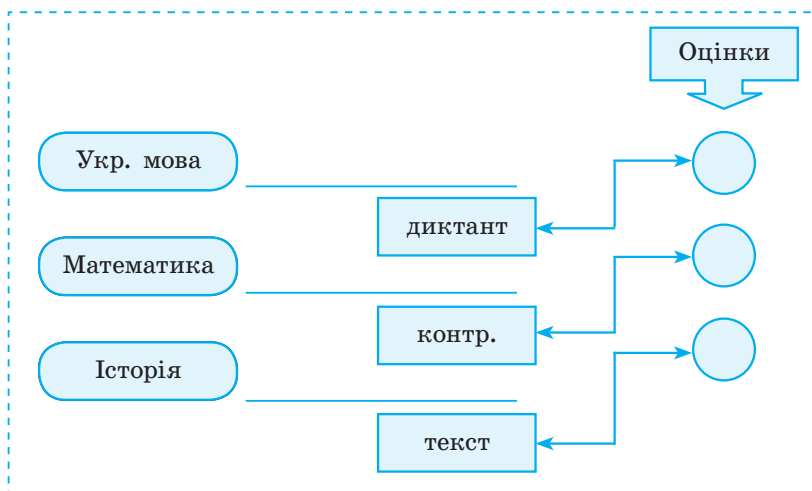 Оцінки
Укр. мова
диктант
Математика
контр.
Історія
текст